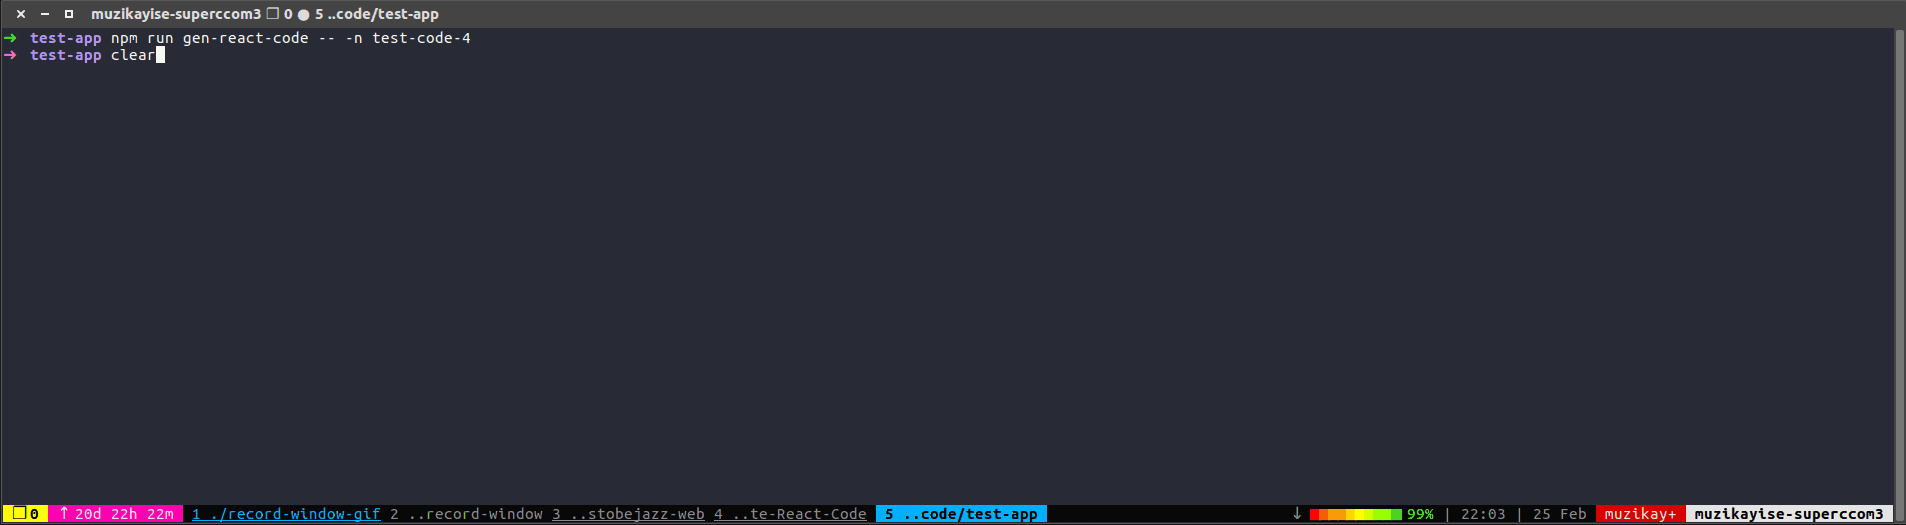 muzikayise-superccom3 ❐ 0 ● 5 ..code/test-app
➜ test-app npm run gen-react-code -- -n test-code-4
➜ test-app clear
❐ 0 ↑ 20d 22h 22m 1 ./record-window-gif 2 ..record-window 3 ..stobejazz-web 4 ..te-React-Code 5 ..code/test-app ↓ 99% | 22:03 | 25 Feb muzikay+ muzikayise-superccom3